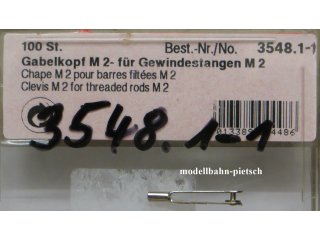 100 St. Best.-Nr./No. 3548.1-1
Gabelkopf M 2- für Gewindestangen M 2
Chape M 2 pour barres filtées M 2
Clevis M 2 for threaded rods M 2
3548.1-1
modellbahn-pietsch